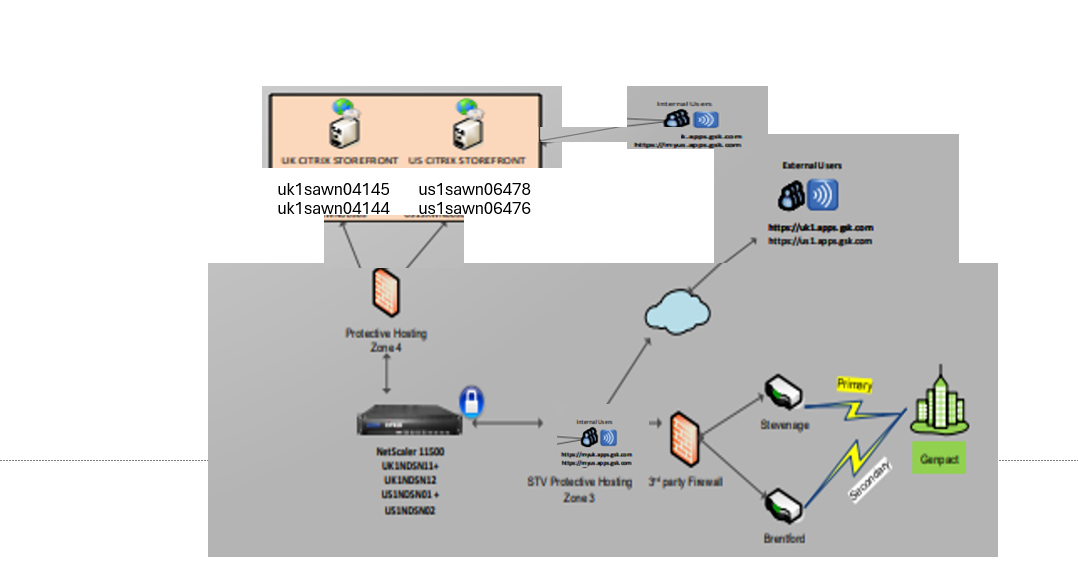 Internal Users
k.apps.gsk.com
https://myus.apps.gsk.com
UK CITRIX STOREFRONT
US CITRIX STOREFRONT
uk1sawn04145
us1sawn06478
uk1sawn04144
us1sawn06476
External Users
https://uk1.apps.gsk.com
https://us1.apps.gsk.com
Protective Hosting
Zone 4
NetScaler 11500
UK1NDSN11+
UK1NDSN12
US1NDSN01 +
US1NDSN02
Internal Users
https://myuk.apps.gsk.com
https://myus.apps.gsk.com
STV Protective Hosting
Zone 3
3rd party Firewall
Stevenage
Primary
Secondary
Brentford
Genpact